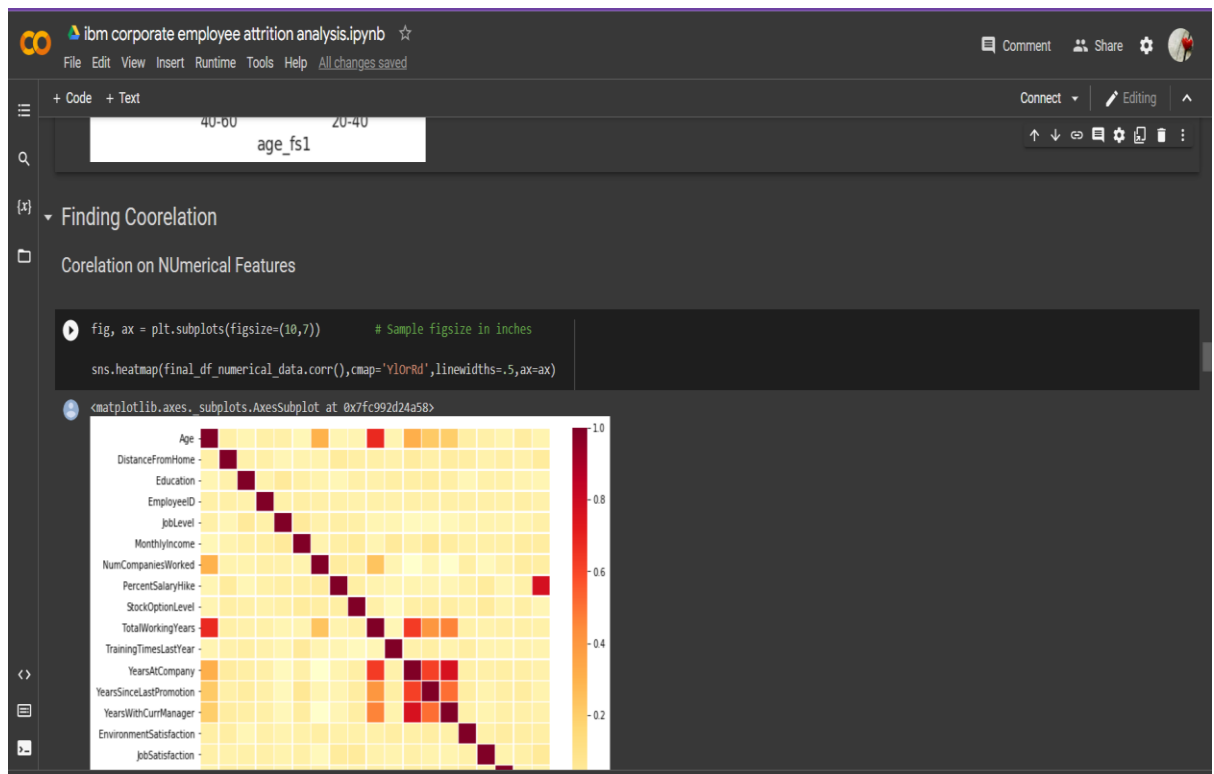 ibm corporate employee attrition analysis.ipynb
Comment Share
File Edit View Insert Runtime Tools Help All changes saved
+ Code + Text
Connect Editing
40-60 20-40
age_fs1
{x}
Finding Coorelation
Corelation on NUmerical Features
fig, ax = plt.subplots(figsize=(10,7)) # Sample figsize in inches
sns.heatmap(final_df_numerical_data.corr(),cmap='YlOrRd',linewidths=.5,ax=ax)
<matplotlib.axes._subplots.AxesSubplot at 0x7fc992d24a58>
1.0
Age
DistanceFromHome
Education
0.8
EmployeeID
JobLevel
MonthlyIncome
NumCompaniesWorked
0.6
PercentSalaryHike
StockOptionLevel
TotalWorkingYears
0.4
TrainingTimesLastYear
YearsAtCompany
YearsSinceLastPromotion
YearsWithCurrManager
0.2
EnvironmentSatisfaction
JobSatisfaction